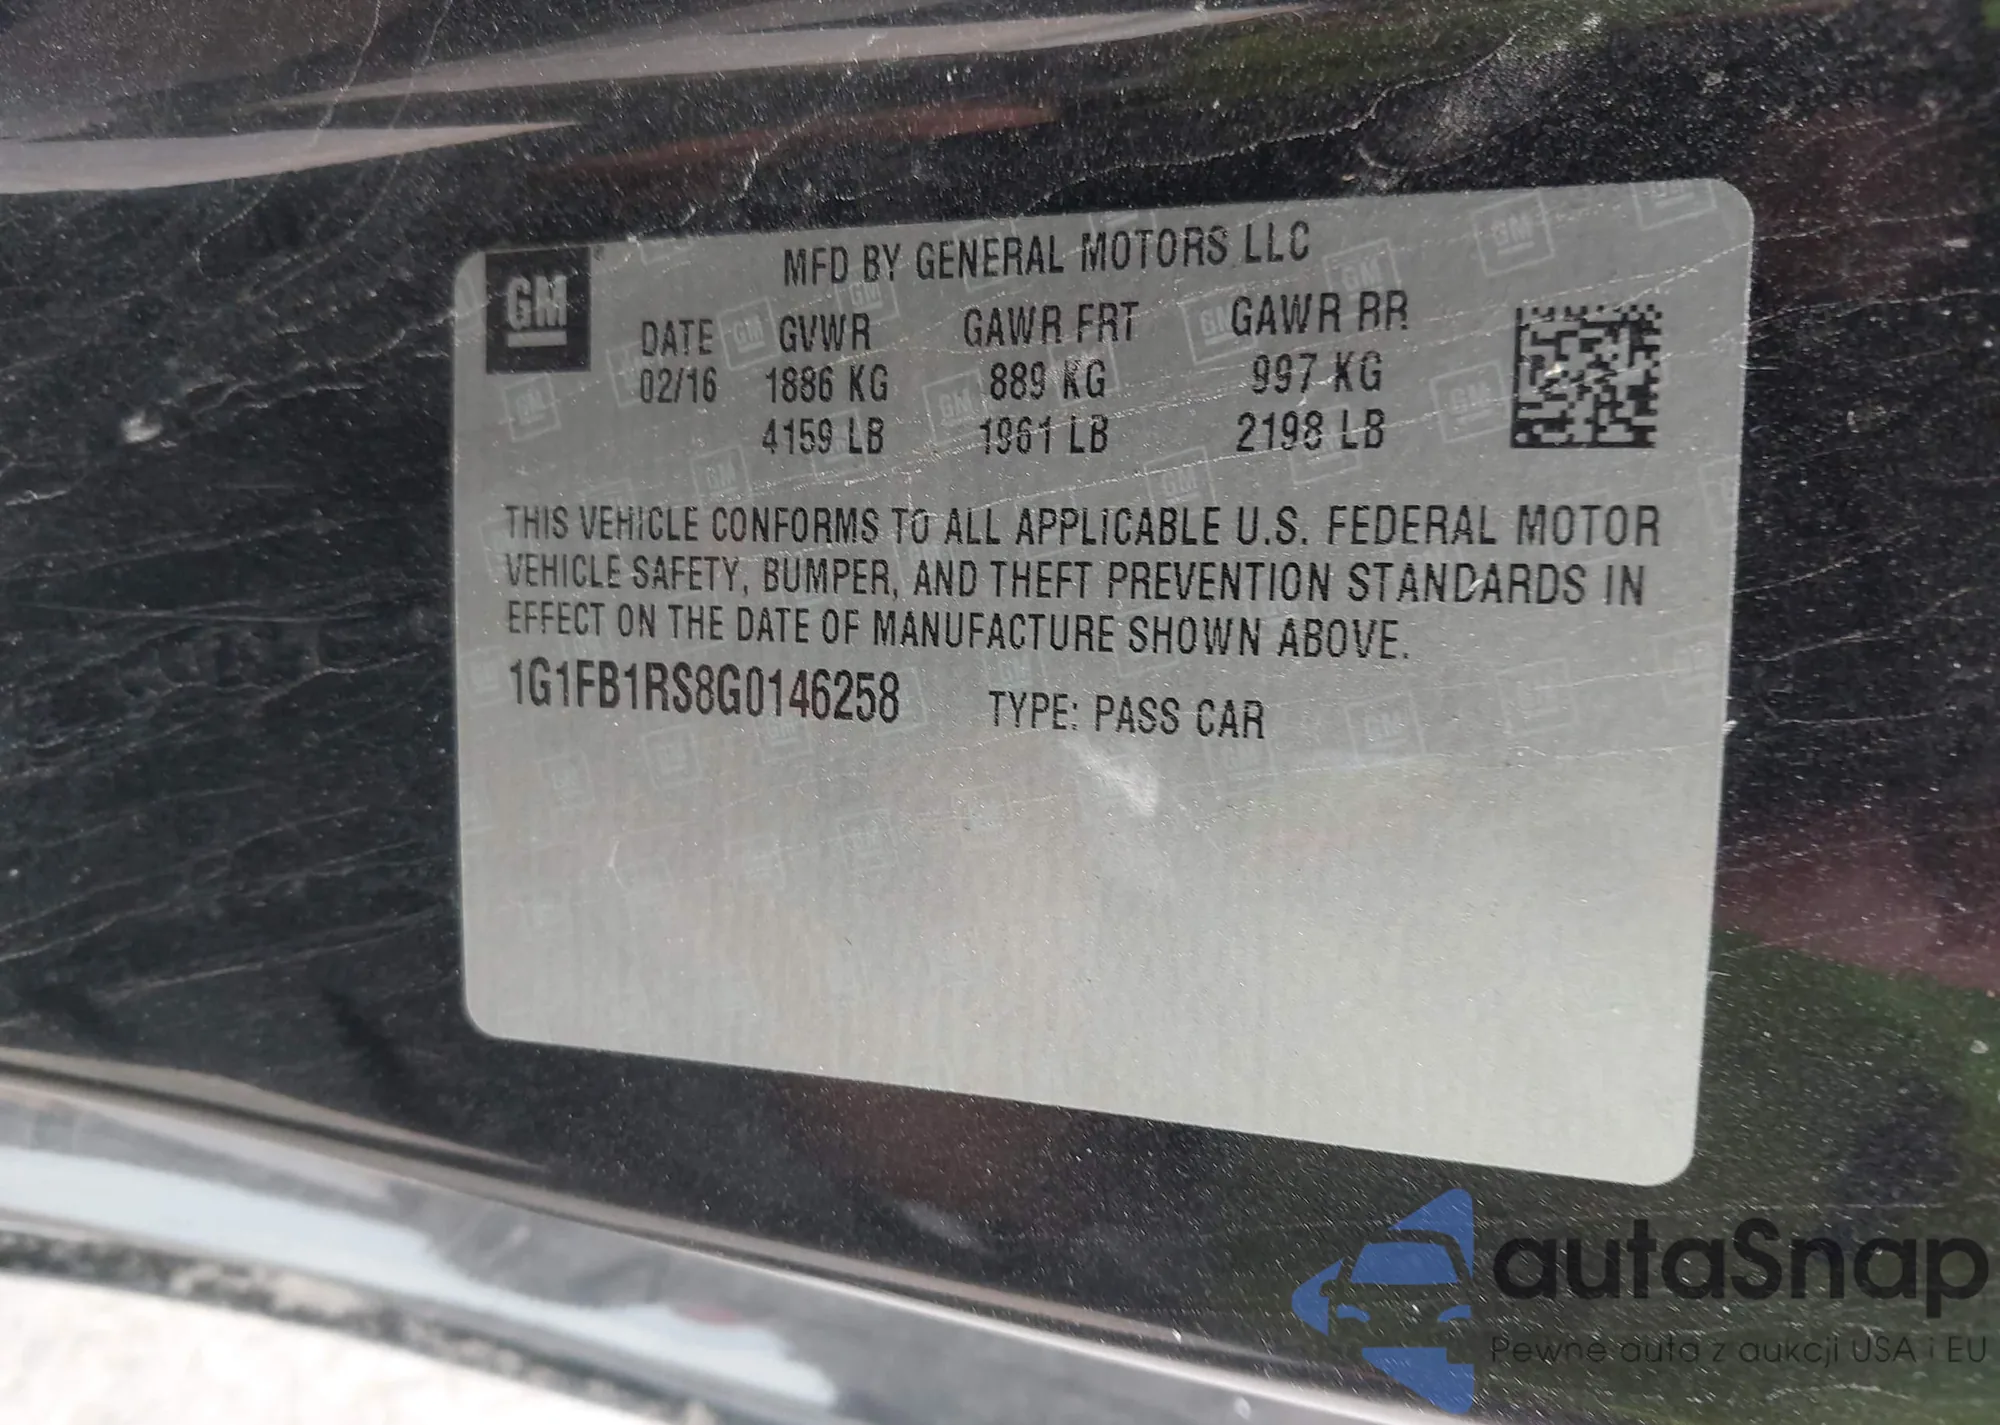 GM
MFD BY GENERAL MOTORS LLC
DATE GVWR GAWR FRT GAWR RR
02/16 1886 KG 889 KG 997 KG
4159 LB 1961 LB 2198 LB
THIS VEHICLE CONFORMS TO ALL APPLICABLE U.S. FEDERAL MOTOR
VEHICLE SAFETY, BUMPER, AND THEFT PREVENTION STANDARDS IN
EFFECT ON THE DATE OF MANUFACTURE SHOWN ABOVE.
1G1FB1RS8G0146258 TYPE: PASS CAR
autaSnap
Pewne auta z aukcji USA i EU